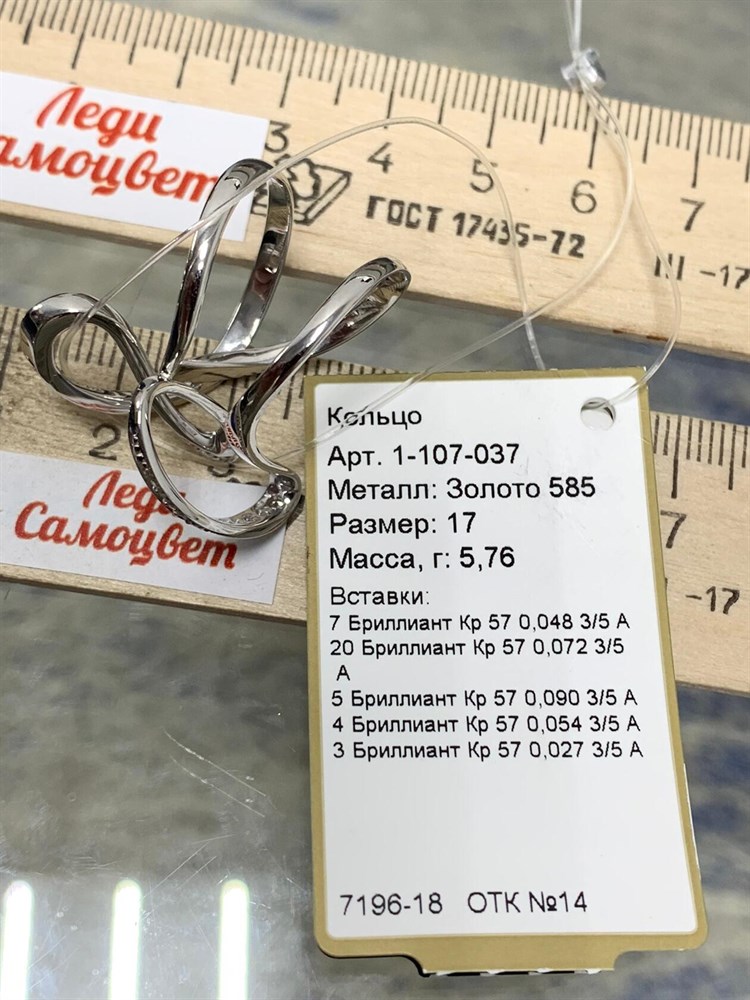 Леди
Самоцвет
3 4 5 6 7
ГОСТ 17435-72
Ш -17
2 3 7
Леди
Самоцвет
-17
Кольцо
Арт. 1-107-037
Металл: Золото 585
Размер: 17
Масса, г: 5,76
Вставки:
7 Бриллиант Кр 57 0,048 3/5 А
20 Бриллиант Кр 57 0,072 3/5
А
5 Бриллиант Кр 57 0,090 3/5 А
4 Бриллиант Кр 57 0,054 3/5 А
3 Бриллиант Кр 57 0,027 3/5 А
7196-18 ОТК №14